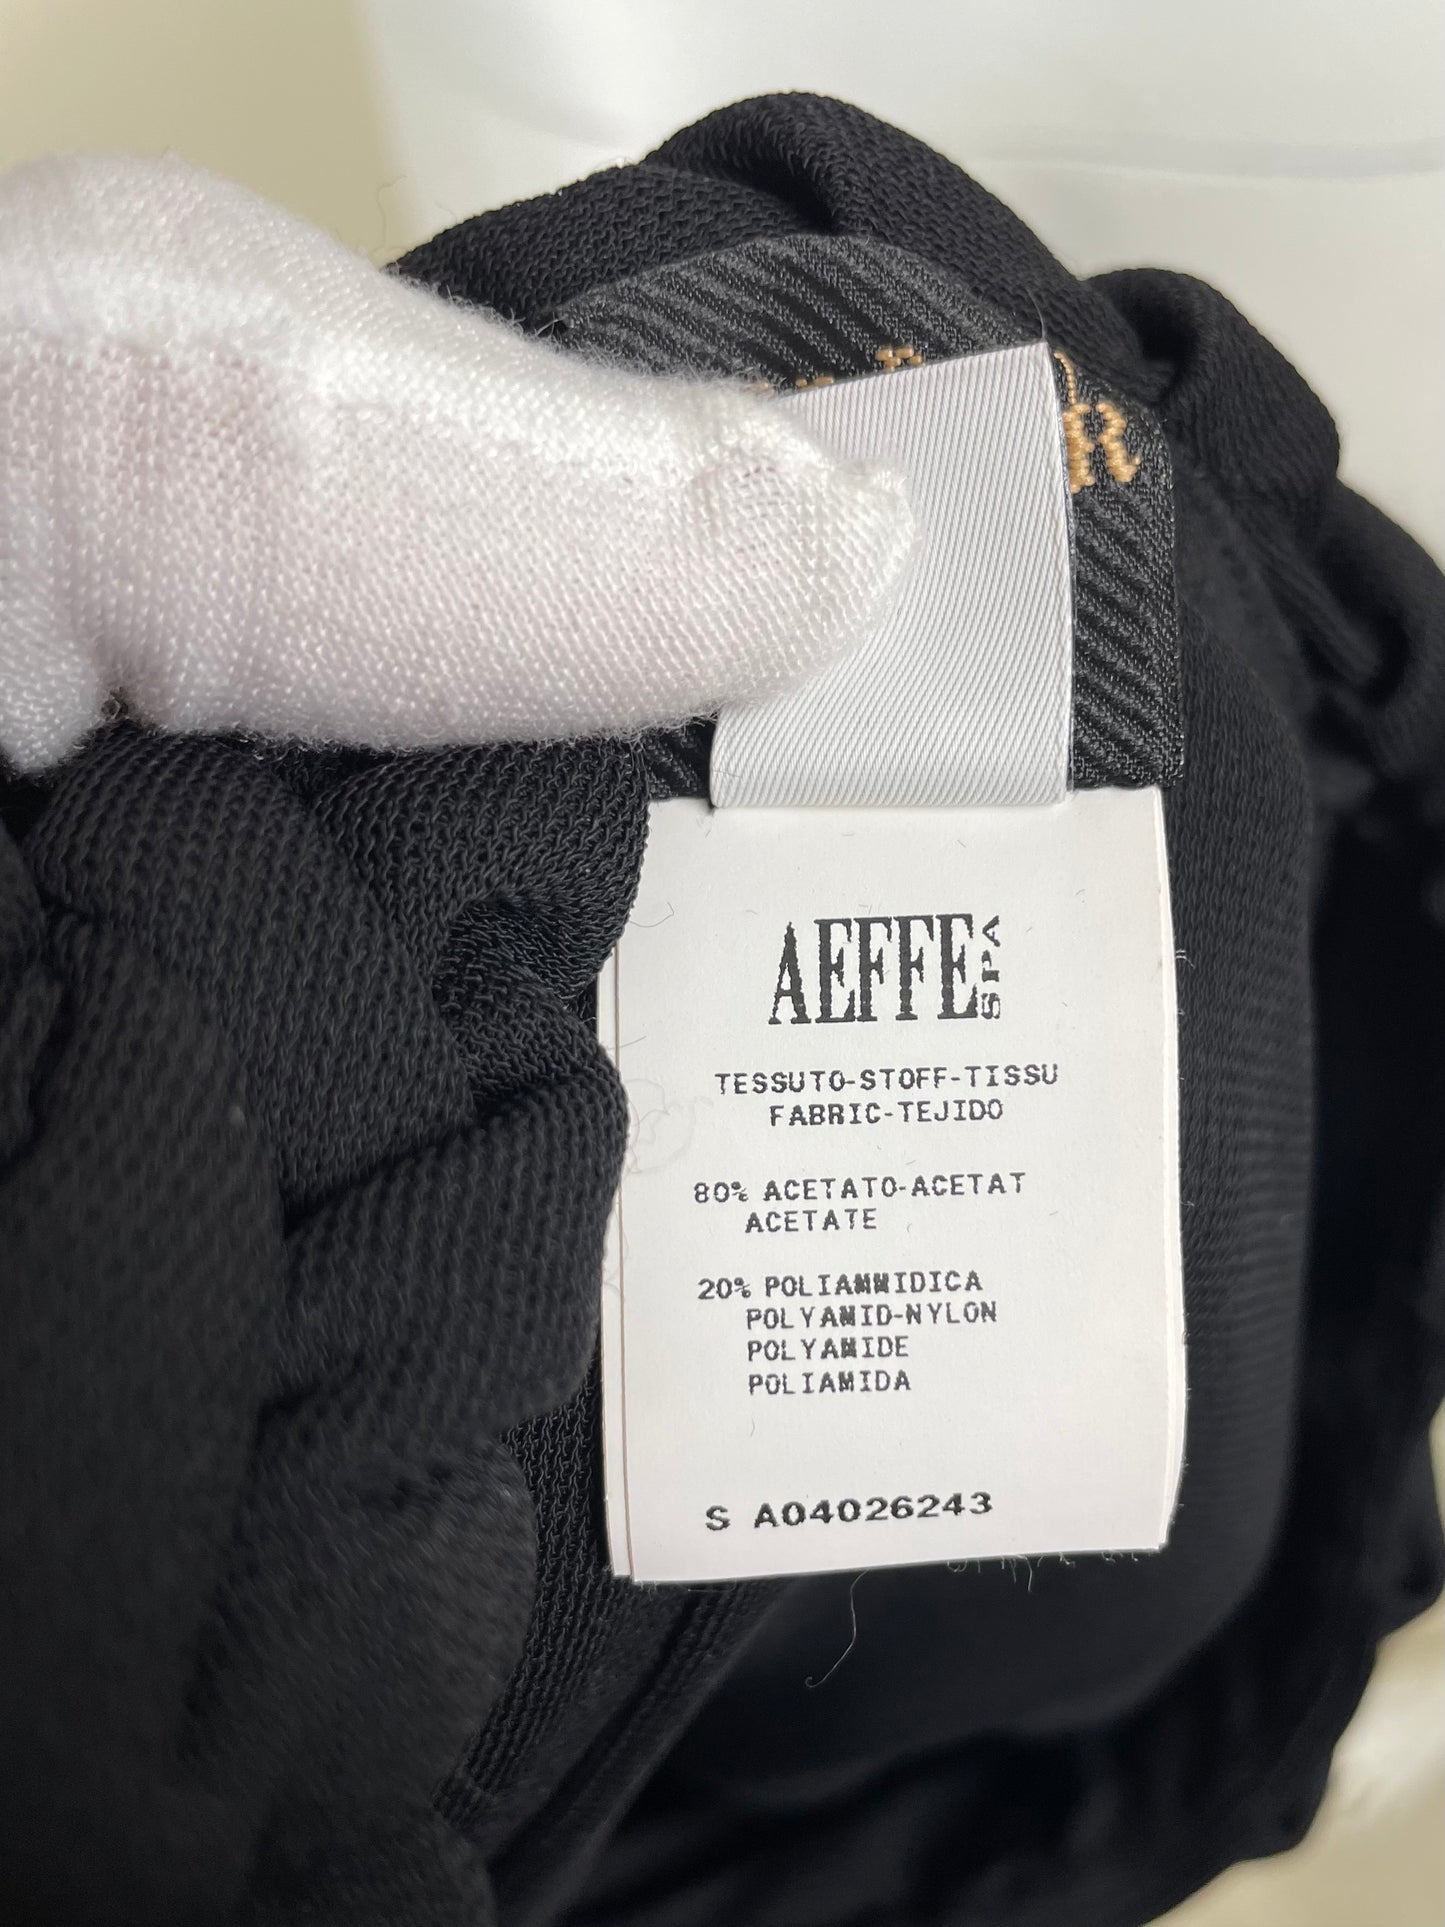 R
AEFFE SPA
TESSUTO-STOFF-TISSU
FABRIC-TEJIDO
80% ACETATO-ACETAT
ACETATE
20% POLIAMMIDICA
POLYAMID-NYLON
POLYAMIDE
POLIAMIDA
S A04026243